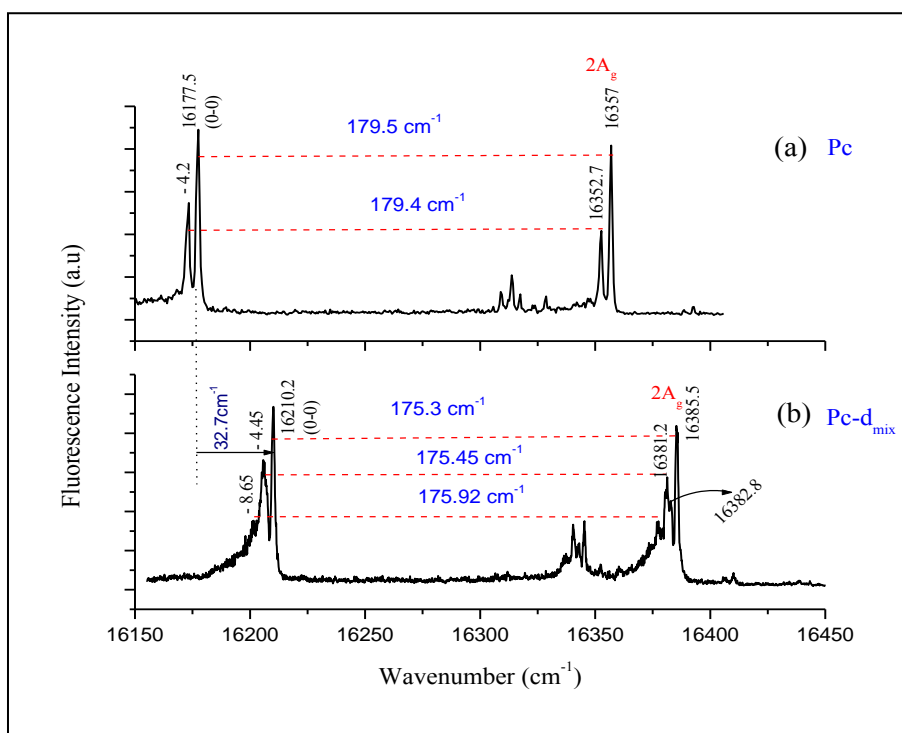 2A_g
16177.5
(0-0)
- 4.2
16357
16352.7
179.5 cm⁻¹
179.4 cm⁻¹
(a) Pc
Fluorescence Intensity (a.u)
32.7cm⁻¹
- 8.65
- 4.45
16210.2
(0-0)
175.3 cm⁻¹
175.45 cm⁻¹
175.92 cm⁻¹
2A_g
16381.2
16385.5
16382.8
(b) Pc-d_mix
16150 16200 16250 16300 16350 16400 16450
Wavenumber (cm⁻¹)